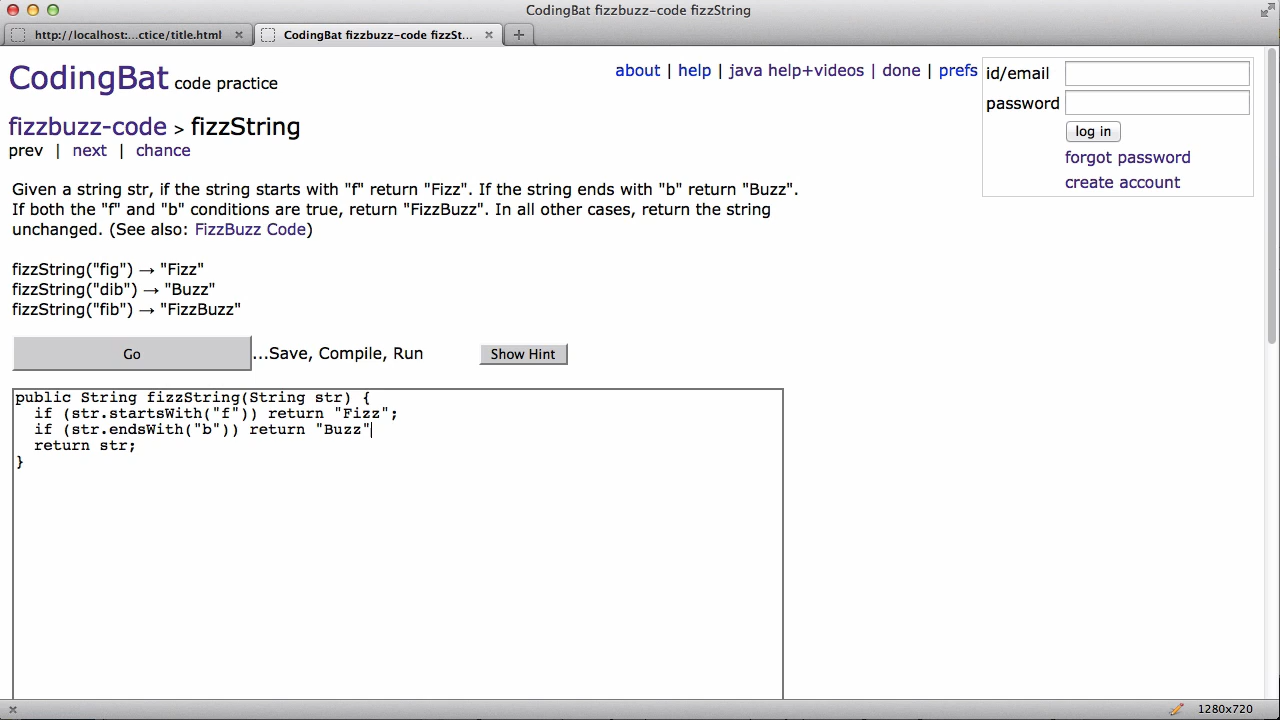 CodingBat fizzbuzz-code fizzString
http://localhost:...ctice/title.html × CodingBat fizzbuzz-code fizzSt... × +
CodingBat code practice
about | help | java help+videos | done | prefs
id/email
password
log in
forgot password
create account
fizzbuzz-code > fizzString
prev | next | chance
Given a string str, if the string starts with "f" return "Fizz". If the string ends with "b" return "Buzz".
If both the "f" and "b" conditions are true, return "FizzBuzz". In all other cases, return the string
unchanged. (See also: FizzBuzz Code)
fizzString("fig") → "Fizz"
fizzString("dib") → "Buzz"
fizzString("fib") → "FizzBuzz"
Go ...Save, Compile, Run Show Hint
public String fizzString(String str) {
  if (str.startsWith("f")) return "Fizz";
  if (str.endsWith("b")) return "Buzz"
  return str;
}
× 1280x720